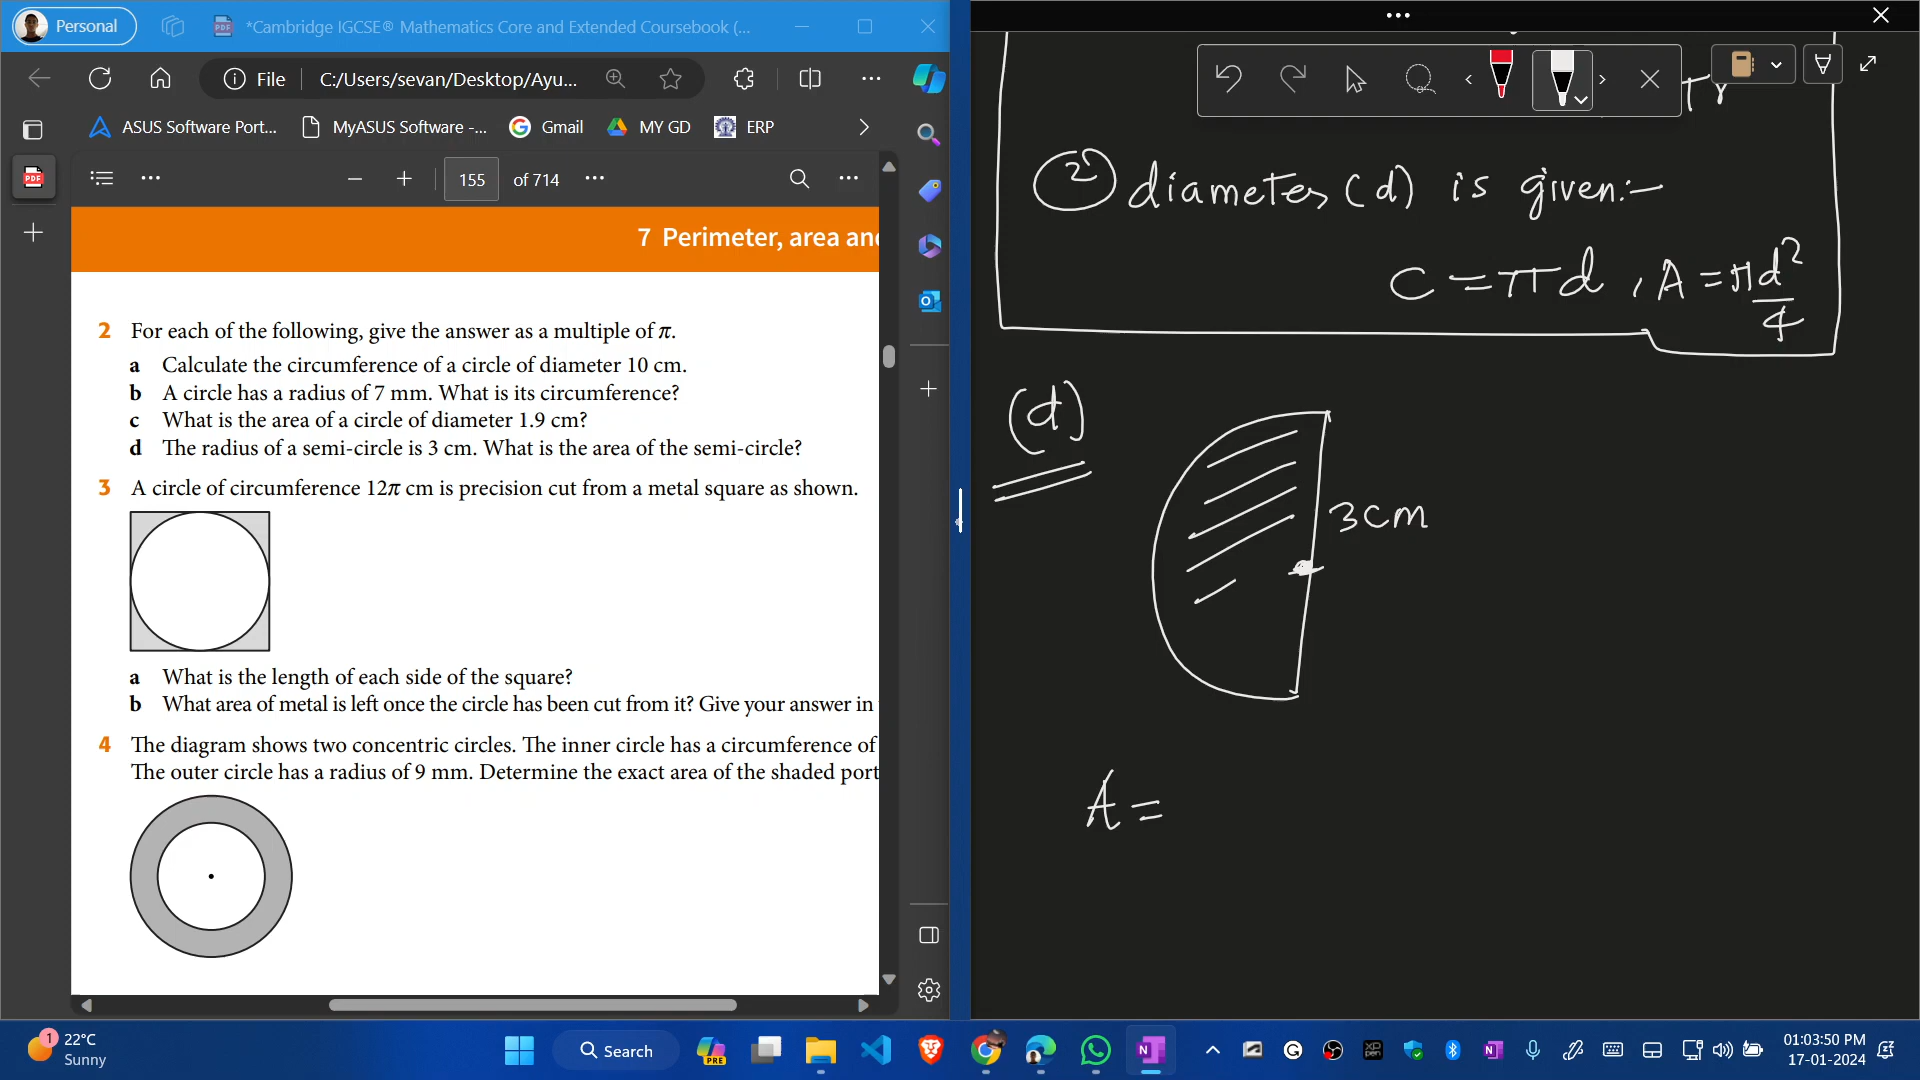 Personal
*Cambridge IGCSE® Mathematics Core and Extended Coursebook (...
File
C:/Users/sevan/Desktop/Ayu...
ASUS Software Port...
MyASUS Software -...
Gmail
MY GD
ERP
155
of 714
7 Perimeter, area an
2 For each of the following, give the answer as a multiple of π.
a Calculate the circumference of a circle of diameter 10 cm.
b A circle has a radius of 7 mm. What is its circumference?
c What is the area of a circle of diameter 1.9 cm?
d The radius of a semi-circle is 3 cm. What is the area of the semi-circle?
3 A circle of circumference 12π cm is precision cut from a metal square as shown.
a What is the length of each side of the square?
b What area of metal is left once the circle has been cut from it? Give your answer in
4 The diagram shows two concentric circles. The inner circle has a circumference of
The outer circle has a radius of 9 mm. Determine the exact area of the shaded port
② diameter (d) is given:-
C = πd , A = πd²/4
(d)
3cm
A =
1
22°C
Sunny
Search
PRE
01:03:50 PM
17-01-2024